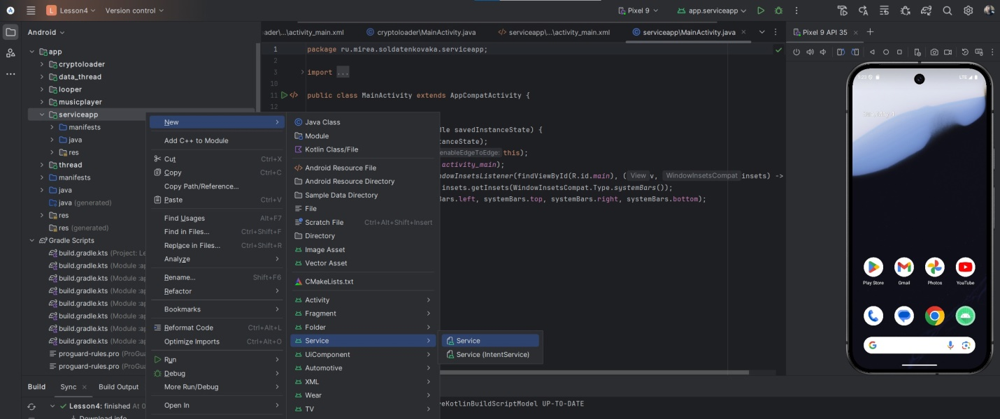 L Lesson4 Version control Pixel 9 app.serviceapp
Android
app
cryptoloader
data_thread
looper
musicplayer
serviceapp
manifests
java
res
thread
manifests
java
java (generated)
res
res (generated)
Gradle Scripts
build.gradle.kts (Project: Le
build.gradle.kts (Module :ap
build.gradle.kts (Module :ap
build.gradle.kts (Module :ap
build.gradle.kts (Module :ap
build.gradle.kts (Module :ap
build.gradle.kts (Module :ap
build.gradle.kts (Module :ap
proguard-rules.pro (ProGua
proguard-rules.pro (ProGua
ader\...\activity_main.xml cryptoloader\MainActivity.java serviceapp\...\activity_main.xml serviceapp\MainActivity.java
1 package ru.mirea.soldatenkovaka.serviceapp;
2
3 import ...
10
11 public class MainActivity extends AppCompatActivity {
12
dle savedInstanceState) {
tanceState);
enableEdgeToEdge: this);
activity_main);
ndowInsetsListener(findViewById(R.id.main), ( View v, WindowInsetsCompat insets) ->
insets.getInsets(WindowInsetsCompat.Type.systemBars());
Bars.left, systemBars.top, systemBars.right, systemBars.bottom);
New
Add C++ to Module
Cut Ctrl+X
Copy Ctrl+C
Copy Path/Reference...
Paste Ctrl+V
Find Usages Alt+F7
Find in Files... Ctrl+Shift+F
Replace in Files... Ctrl+Shift+R
Analyze
Rename... Shift+F6
Refactor
Bookmarks
Reformat Code Ctrl+Alt+L
Optimize Imports Ctrl+Alt+O
Run
Debug
More Run/Debug
Open In
Java Class
Module
Kotlin Class/File
Android Resource File
Android Resource Directory
Sample Data Directory
File
Scratch File Ctrl+Alt+Shift+Insert
Directory
Image Asset
Vector Asset
CMakeLists.txt
Activity
Fragment
Folder
Service
UiComponent
Automotive
XML
Wear
TV
Service
Service (IntentService)
Pixel 9 API 35
LTE
Play Store Gmail Photos YouTube
Build Sync Build Output
Lesson4: finished At 0
Download info
eKotlinBuildScriptModel UP-TO-DATE